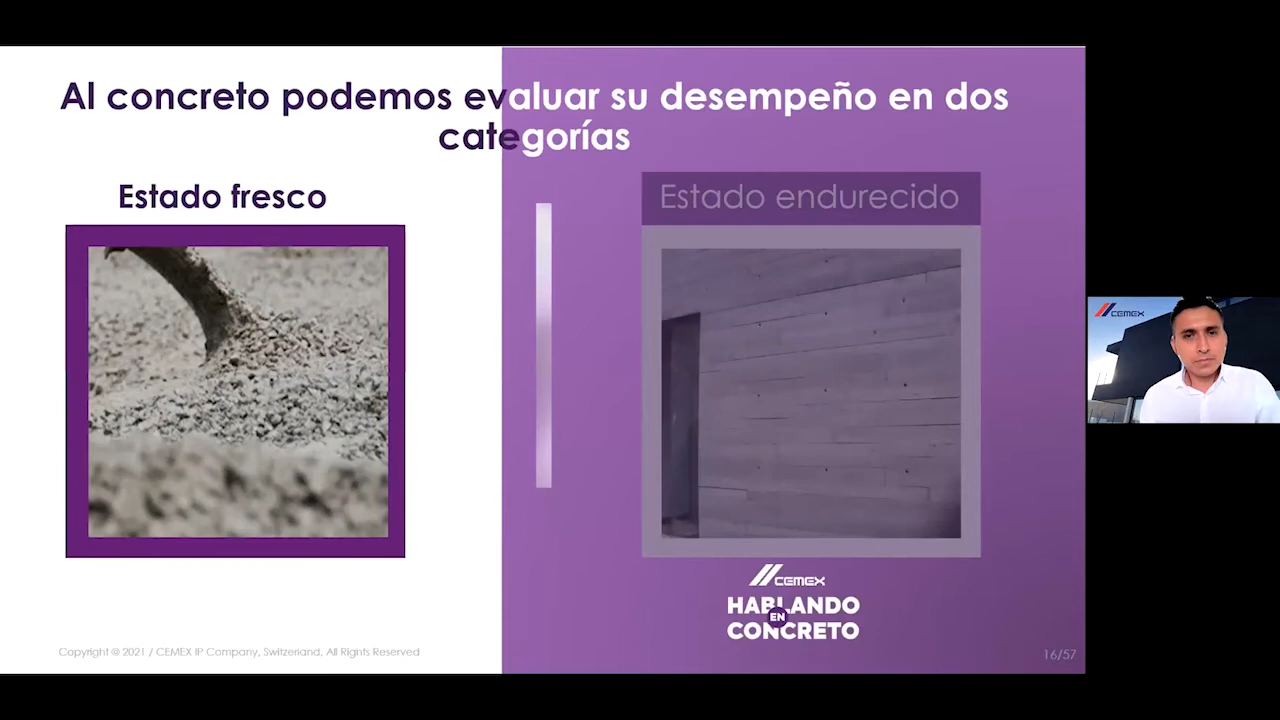 Al concreto podemos evaluar su desempeño en dos
categorías
Estado fresco
Estado endurecido
CEMEX
HABLANDO
EN
CONCRETO
Copyright © 2021 / CEMEX IP Company, Switzerland, All Rights Reserved
16/57
CEMEX